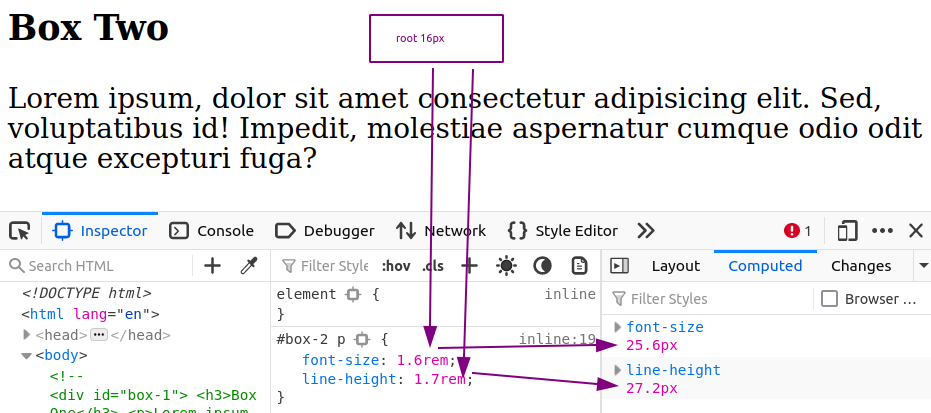 Box Two
root 16px
Lorem ipsum, dolor sit amet consectetur adipisicing elit. Sed,
voluptatibus id! Impedit, molestiae aspernatur cumque odio odit
atque excepturi fuga?
Inspector Console Debugger Network Style Editor 1
Search HTML
Filter Style :hov .cls
Layout Computed Changes
<!DOCTYPE html>
<html lang="en">
<head> </head>
<body>
<!--
<div id="box-1"> <h3>Box
One</h3> <p>Lorem ipsum
element { inline
}
#box-2 p { inline:19
font-size: 1.6rem;
line-height: 1.7rem;
}
Filter Styles Browser ...
font-size
25.6px
line-height
27.2px